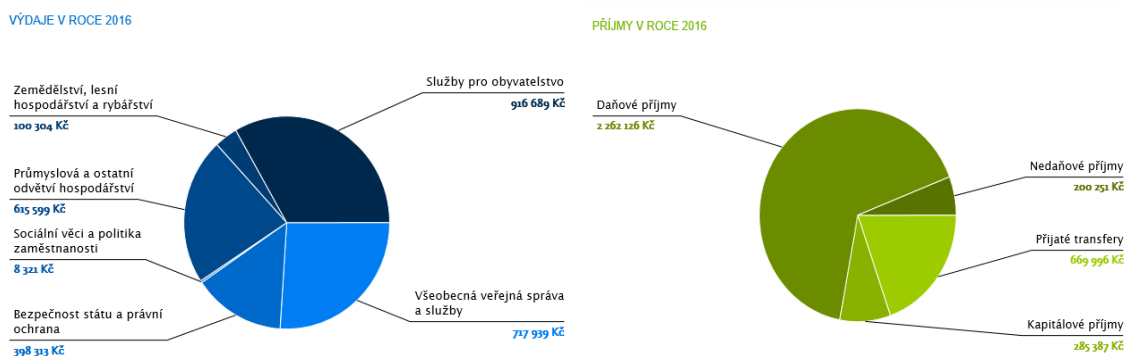 VÝDAJE V ROCE 2016
Zemědělství, lesní
hospodářství a rybářství
100 304 Kč
Služby pro obyvatelstvo
916 689 Kč
Průmyslová a ostatní
odvětví hospodářství
615 599 Kč
Sociální věci a politika
zaměstnanosti
8 321 Kč
Bezpečnost státu a právní
ochrana
398 313 Kč
Všeobecná veřejná správa
a služby
717 939 Kč
PŘÍJMY V ROCE 2016
Daňové příjmy
2 262 126 Kč
Nedaňové příjmy
200 251 Kč
Přijaté transfery
669 996 Kč
Kapitálové příjmy
285 387 Kč